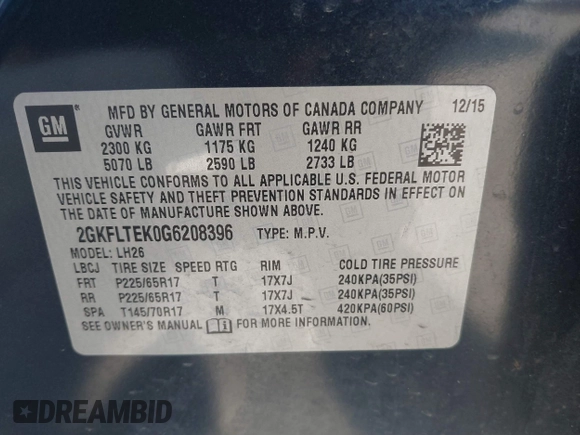 GM
MFD BY GENERAL MOTORS OF CANADA COMPANY 12/15
GVWR GAWR FRT GAWR RR
2300 KG 1175 KG 1240 KG
5070 LB 2590 LB 2733 LB
THIS VEHICLE CONFORMS TO ALL APPLICABLE U.S. FEDERAL MOTOR
VEHICLE SAFETY AND THEFT PREVENTION STANDARDS IN EFFECT ON
THE DATE OF MANUFACTURE SHOWN ABOVE.
2GKFLTEK0G6208396 TYPE: M.P.V.
MODEL: LH26
LBCJ TIRE SIZE SPEED RTG RIM COLD TIRE PRESSURE
FRT P225/65R17 T 17X7J 240KPA(35PSI)
RR P225/65R17 T 17X7J 240KPA(35PSI)
SPA T145/70R17 M 17X4.5T 420KPA(60PSI)
SEE OWNER'S MANUAL FOR MORE INFORMATION
DREAMBID